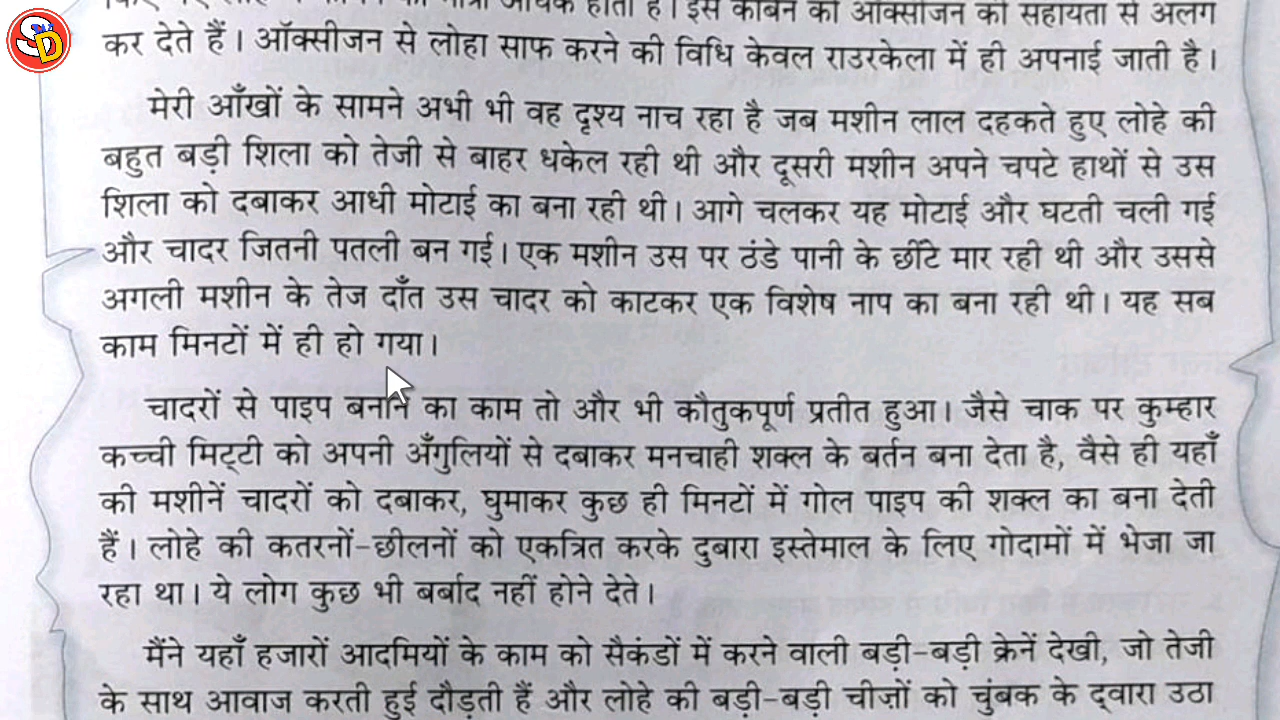 SD
लोहे में कार्बन की मात्रा अधिक होती है। इस कार्बन को ऑक्सीजन की सहायता से अलग
कर देते हैं। ऑक्सीजन से लोहा साफ करने की विधि केवल राउरकेला में ही अपनाई जाती है।
मेरी आँखों के सामने अभी भी वह दृश्य नाच रहा है जब मशीन लाल दहकते हुए लोहे की
बहुत बड़ी शिला को तेजी से बाहर धकेल रही थी और दूसरी मशीन अपने चपटे हाथों से उस
शिला को दबाकर आधी मोटाई का बना रही थी। आगे चलकर यह मोटाई और घटती चली गई
और चादर जितनी पतली बन गई। एक मशीन उस पर ठंडे पानी के छींटे मार रही थी और उससे
अगली मशीन के तेज दाँत उस चादर को काटकर एक विशेष नाप का बना रही थी। यह सब
काम मिनटों में ही हो गया।
चादरों से पाइप बनाने का काम तो और भी कौतुकपूर्ण प्रतीत हुआ। जैसे चाक पर कुम्हार
कच्ची मिट्टी को अपनी अँगुलियों से दबाकर मनचाही शक्ल के बर्तन बना देता है, वैसे ही यहाँ
की मशीनें चादरों को दबाकर, घुमाकर कुछ ही मिनटों में गोल पाइप की शक्ल का बना देती
हैं। लोहे की कतरनों-छीलनों को एकत्रित करके दुबारा इस्तेमाल के लिए गोदामों में भेजा जा
रहा था। ये लोग कुछ भी बर्बाद नहीं होने देते।
मैंने यहाँ हजारों आदमियों के काम को सैकंडों में करने वाली बड़ी-बड़ी क्रेनें देखी, जो तेजी
के साथ आवाज करती हुई दौड़ती हैं और लोहे की बड़ी-बड़ी चीज़ों को चुंबक के द्वारा उठा